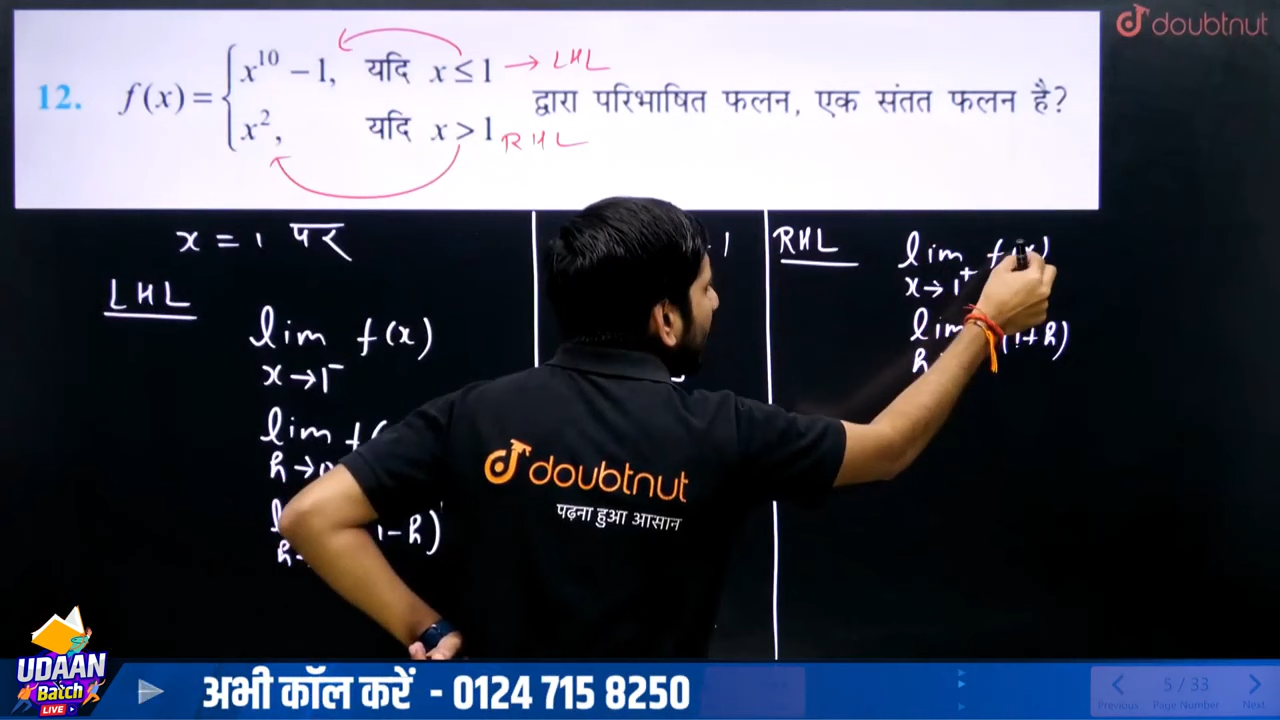 doubtnut
12. f(x) = { x¹⁰ − 1, यदि x ≤ 1 → LHL
x², यदि x > 1 RHL
द्वारा परिभाषित फलन, एक संतत फलन है?
x = 1 पर
LHL
lim f(x)
x→1⁻
lim f(
h→0
1-h)
h→
-1
RHL
lim f(x)
x→1⁺
lim (1+h)
h
doubtnut
पढ़ना हुआ आसान
UDAAN
Batch
LIVE
अभी कॉल करें - 0124 715 8250
5 / 33
Previous Page Number Next